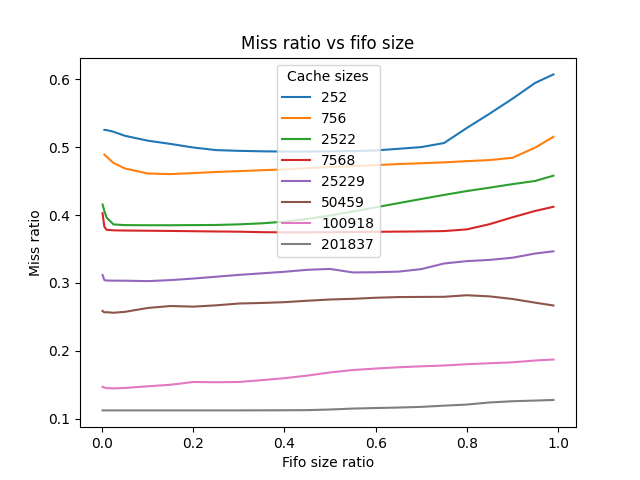 Miss ratio vs fifo size
Cache sizes
252
756
2522
7568
25229
50459
100918
201837
Miss ratio
0.6
0.5
0.4
0.3
0.2
0.1
0.0 0.2 0.4 0.6 0.8 1.0
Fifo size ratio